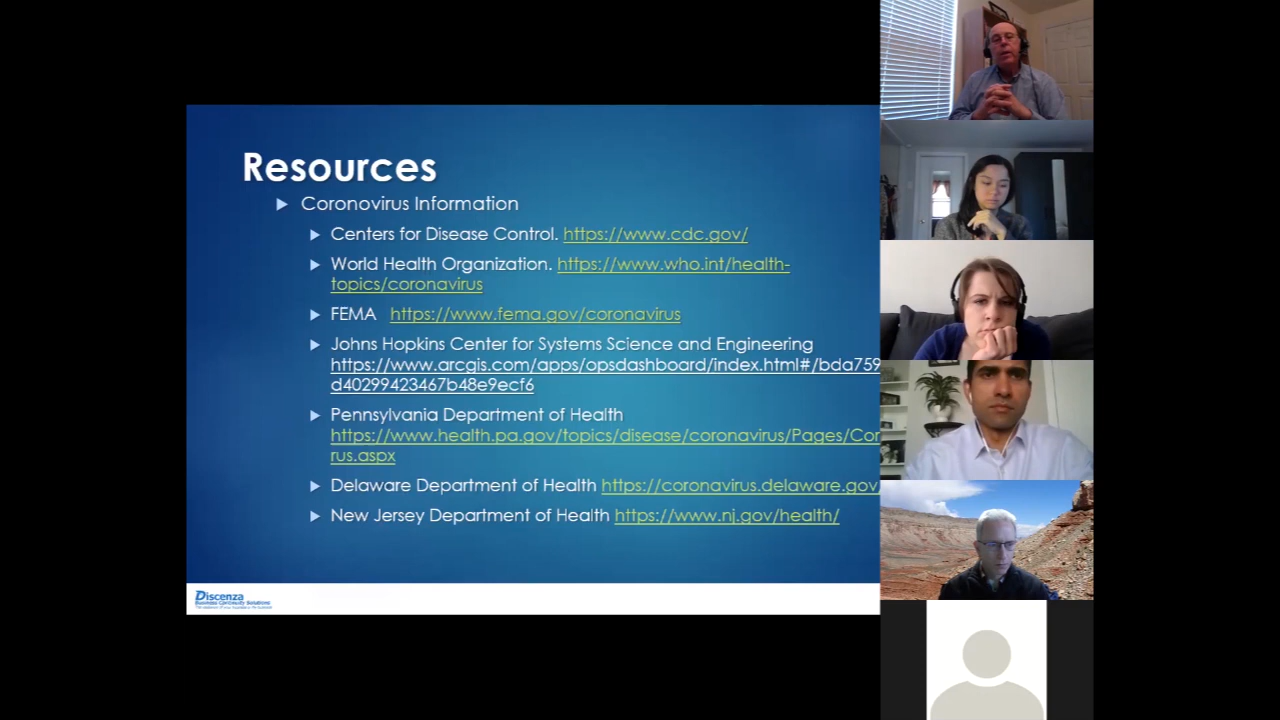 Resources
Coronovirus Information
Centers for Disease Control. https://www.cdc.gov/
World Health Organization. https://www.who.int/health-
topics/coronavirus
FEMA https://www.fema.gov/coronavirus
Johns Hopkins Center for Systems Science and Engineering
https://www.arcgis.com/apps/opsdashboard/index.html#/bda759
d40299423467b48e9ecf6
Pennsylvania Department of Health
https://www.health.pa.gov/topics/disease/coronavirus/Pages/Cor
rus.aspx
Delaware Department of Health https://coronavirus.delaware.gov
New Jersey Department of Health https://www.nj.gov/health/
Discenza
Business Continuity Solutions